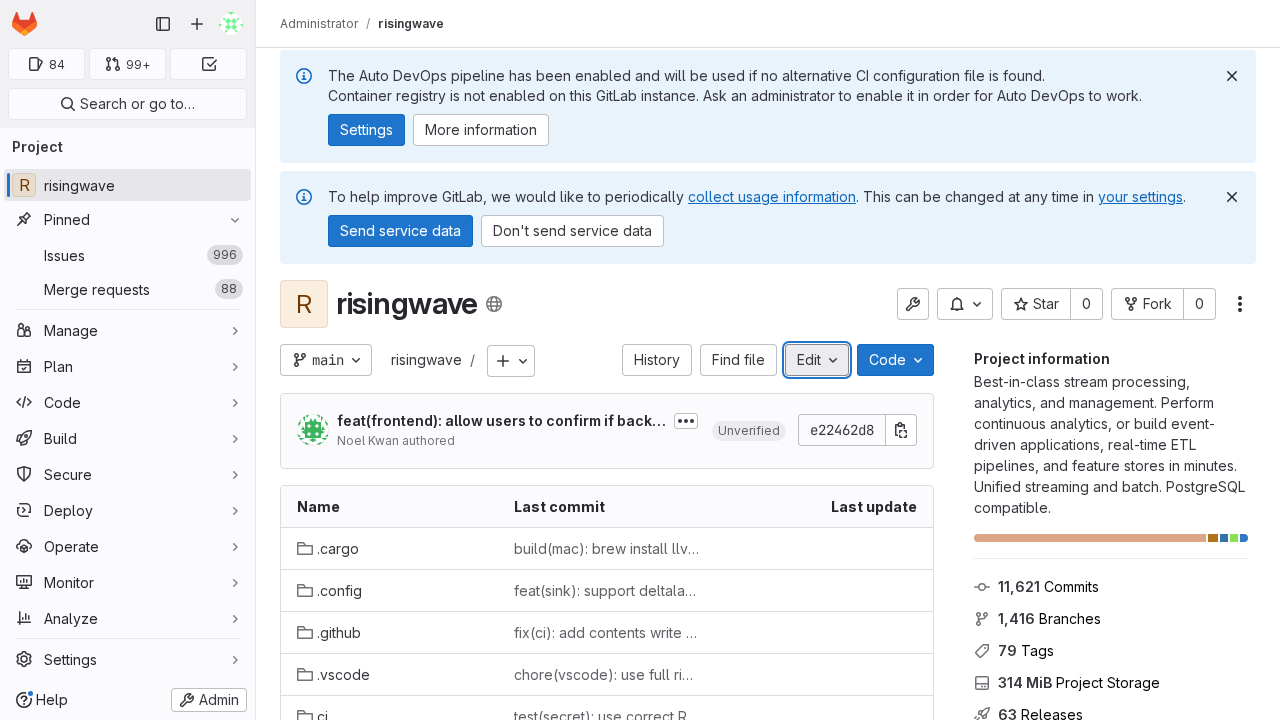 Administrator / risingwave
84
99+
Search or go to…
Project
R risingwave
Pinned
Issues 996
Merge requests 88
Manage
Plan
Code
Build
Secure
Deploy
Operate
Monitor
Analyze
Settings
Help
Admin
The Auto DevOps pipeline has been enabled and will be used if no alternative CI configuration file is found.
Container registry is not enabled on this GitLab instance. Ask an administrator to enable it in order for Auto DevOps to work.
Settings More information
To help improve GitLab, we would like to periodically collect usage information. This can be changed at any time in your settings.
Send service data Don't send service data
R risingwave
Star 0 Fork 0
main risingwave / History Find file Edit Code
feat(frontend): allow users to confirm if back…
Noel Kwan authored
Unverified e22462d8
Name Last commit Last update
.cargo build(mac): brew install llv…
.config feat(sink): support deltala…
.github fix(ci): add contents write …
.vscode chore(vscode): use full ri…
ci test(secret): use correct R…
Project information
Best-in-class stream processing,
analytics, and management. Perform
continuous analytics, or build event-
driven applications, real-time ETL
pipelines, and feature stores in minutes.
Unified streaming and batch. PostgreSQL
compatible.
11,621 Commits
1,416 Branches
79 Tags
314 MiB Project Storage
63 Releases